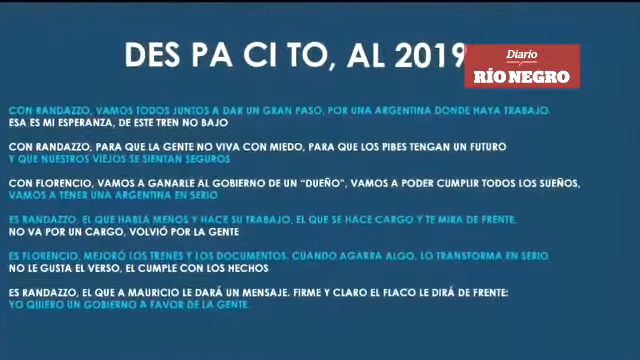 DES PA CI TO, AL 2019
Diario
RÍO NEGRO
CON RANDAZZO, VAMOS TODOS JUNTOS A DAR UN GRAN PASO, POR UNA ARGENTINA DONDE HAYA TRABAJO.
ESA ES MI ESPERANZA, DE ESTE TREN NO BAJO
CON RANDAZZO, PARA QUE LA GENTE NO VIVA CON MIEDO, PARA QUE LOS PIBES TENGAN UN FUTURO
Y QUE NUESTROS VIEJOS SE SIENTAN SEGUROS
CON FLORENCIO, VAMOS A GANARLE AL GOBIERNO DE UN “DUEÑO”, VAMOS A PODER CUMPLIR TODOS LOS SUEÑOS,
VAMOS A TENER UNA ARGENTINA EN SERIO
ES RANDAZZO, EL QUE HABLA MENOS Y HACE SU TRABAJO, EL QUE SE HACE CARGO Y TE MIRA DE FRENTE.
NO VA POR UN CARGO, VOLVIÓ POR LA GENTE
ES FLORENCIO, MEJORÓ LOS TRENES Y LOS DOCUMENTOS. CUANDO AGARRA ALGO, LO TRANSFORMA EN SERIO
NO LE GUSTA EL VERSO, EL CUMPLE CON LOS HECHOS
ES RANDAZZO, EL QUE A MAURICIO LE DARÁ UN MENSAJE. FIRME Y CLARO EL FLACO LE DIRÁ DE FRENTE:
YO QUIERO UN GOBIERNO A FAVOR DE LA GENTE.